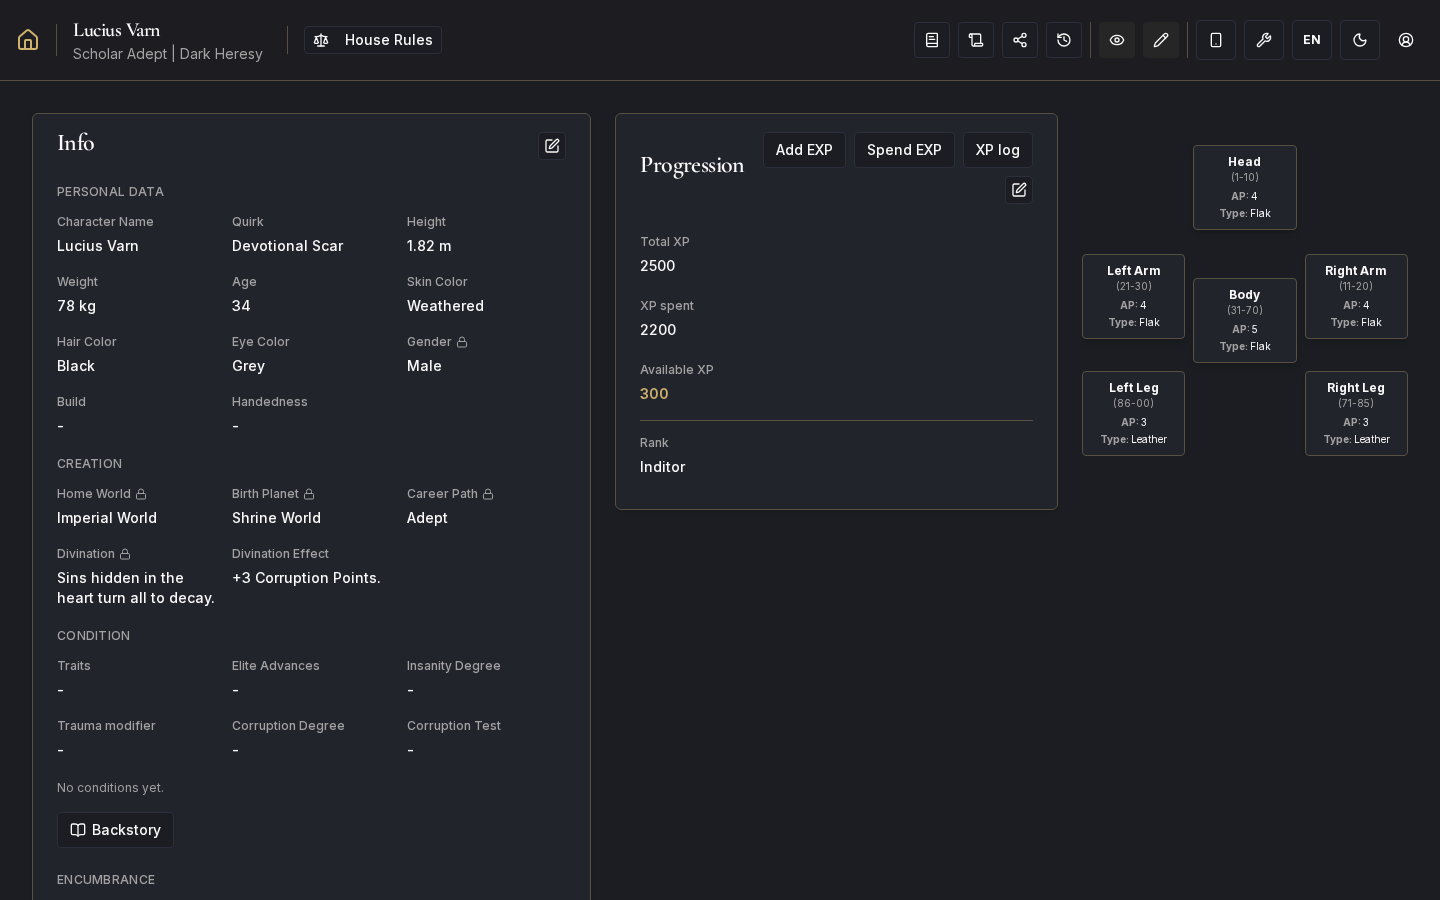 Lucius Varn
Scholar Adept | Dark Heresy
House Rules
EN
Info
PERSONAL DATA
Character Name
Quirk
Height
Lucius Varn
Devotional Scar
1.82 m
Weight
Age
Skin Color
78 kg
34
Weathered
Hair Color
Eye Color
Gender
Black
Grey
Male
Build
Handedness
-
-
CREATION
Home World
Birth Planet
Career Path
Imperial World
Shrine World
Adept
Divination
Divination Effect
Sins hidden in the
heart turn all to decay.
+3 Corruption Points.
CONDITION
Traits
Elite Advances
Insanity Degree
-
-
-
Trauma modifier
Corruption Degree
Corruption Test
-
-
-
No conditions yet.
Backstory
ENCUMBRANCE
Progression
Add EXP
Spend EXP
XP log
Total XP
2500
XP spent
2200
Available XP
300
Rank
Inditor
Head
(1-10)
AP: 4
Type: Flak
Left Arm
(21-30)
AP: 4
Type: Flak
Body
(31-70)
AP: 5
Type: Flak
Right Arm
(11-20)
AP: 4
Type: Flak
Left Leg
(86-00)
AP: 3
Type: Leather
Right Leg
(71-85)
AP: 3
Type: Leather